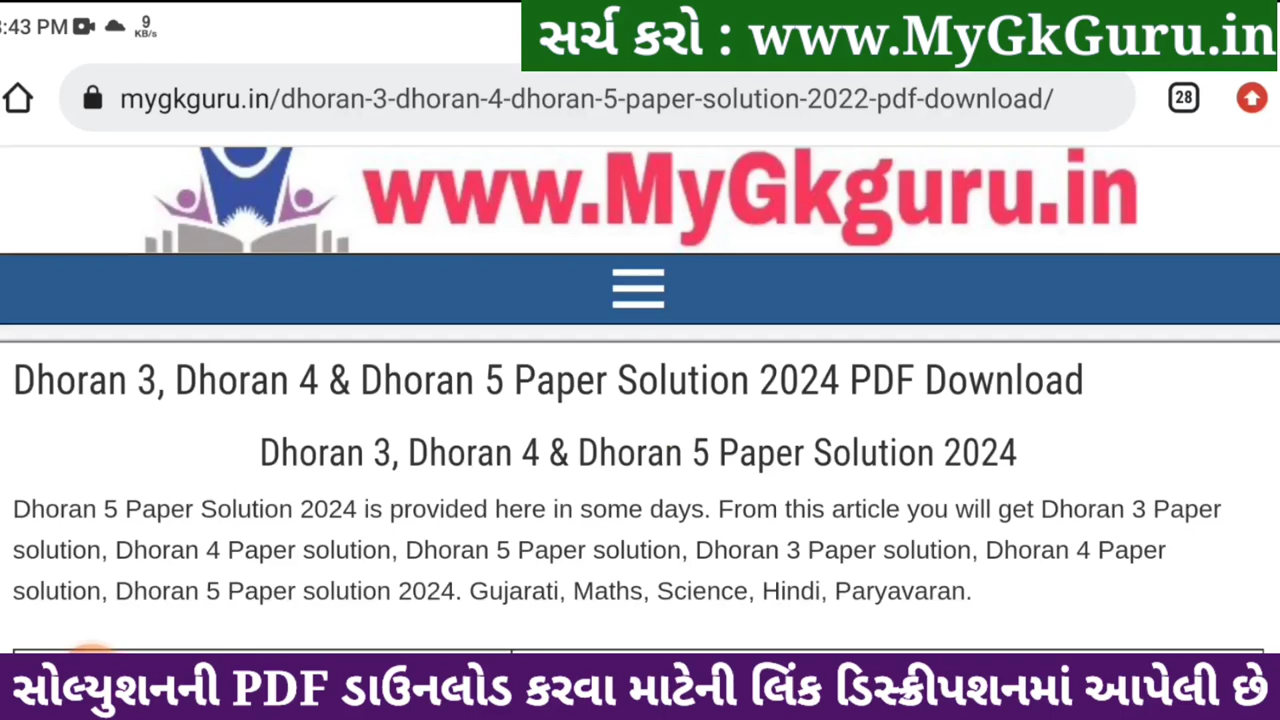 :43 PM 9 KB/s
સર્ચ કરો : www.MyGkGuru.in
mygkguru.in/dhoran-3-dhoran-4-dhoran-5-paper-solution-2022-pdf-download/ 28
www.MyGkguru.in
Dhoran 3, Dhoran 4 & Dhoran 5 Paper Solution 2024 PDF Download
Dhoran 3, Dhoran 4 & Dhoran 5 Paper Solution 2024
Dhoran 5 Paper Solution 2024 is provided here in some days. From this article you will get Dhoran 3 Paper
solution, Dhoran 4 Paper solution, Dhoran 5 Paper solution, Dhoran 3 Paper solution, Dhoran 4 Paper
solution, Dhoran 5 Paper solution 2024. Gujarati, Maths, Science, Hindi, Paryavaran.
સોલ્યુશનની PDF ડાઉનલોડ કરવા માટેની લિંક ડિસ્ક્રીપશનમાં આપેલી છે